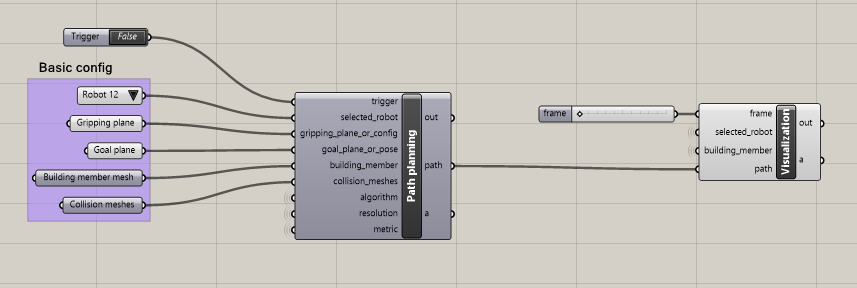 Trigger False
Basic config
Robot 12
Gripping plane
Goal plane
Building member mesh
Collision meshes
trigger
selected_robot
gripping_plane_or_config
goal_plane_or_pose
building_member
collision_meshes
algorithm
resolution
metric
Path planning
out
path
a
frame
frame
selected_robot
building_member
path
Visualization
out
a